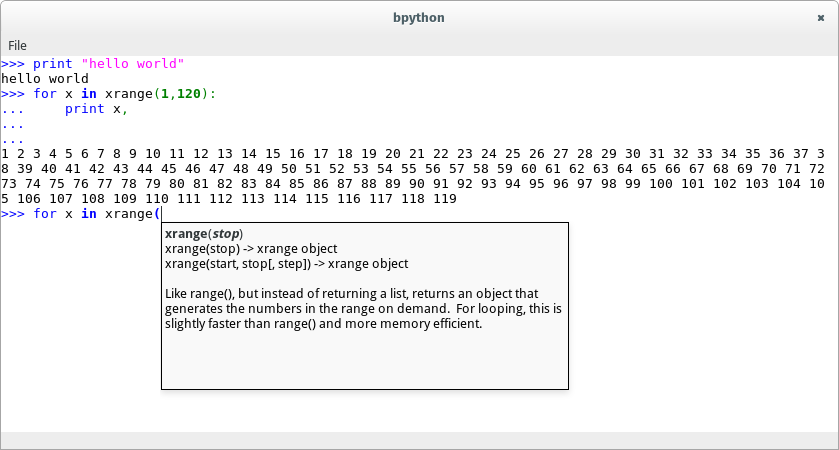 bpython
File
>>> print "hello world"
hello world
>>> for x in xrange(1,120):
...     print x,
...
...
1 2 3 4 5 6 7 8 9 10 11 12 13 14 15 16 17 18 19 20 21 22 23 24 25 26 27 28 29 30 31 32 33 34 35 36 37 3
8 39 40 41 42 43 44 45 46 47 48 49 50 51 52 53 54 55 56 57 58 59 60 61 62 63 64 65 66 67 68 69 70 71 72
73 74 75 76 77 78 79 80 81 82 83 84 85 86 87 88 89 90 91 92 93 94 95 96 97 98 99 100 101 102 103 104 10
5 106 107 108 109 110 111 112 113 114 115 116 117 118 119
>>> for x in xrange(
xrange(stop)
xrange(stop) -> xrange object
xrange(start, stop[, step]) -> xrange object
Like range(), but instead of returning a list, returns an object that
generates the numbers in the range on demand.  For looping, this is
slightly faster than range() and more memory efficient.